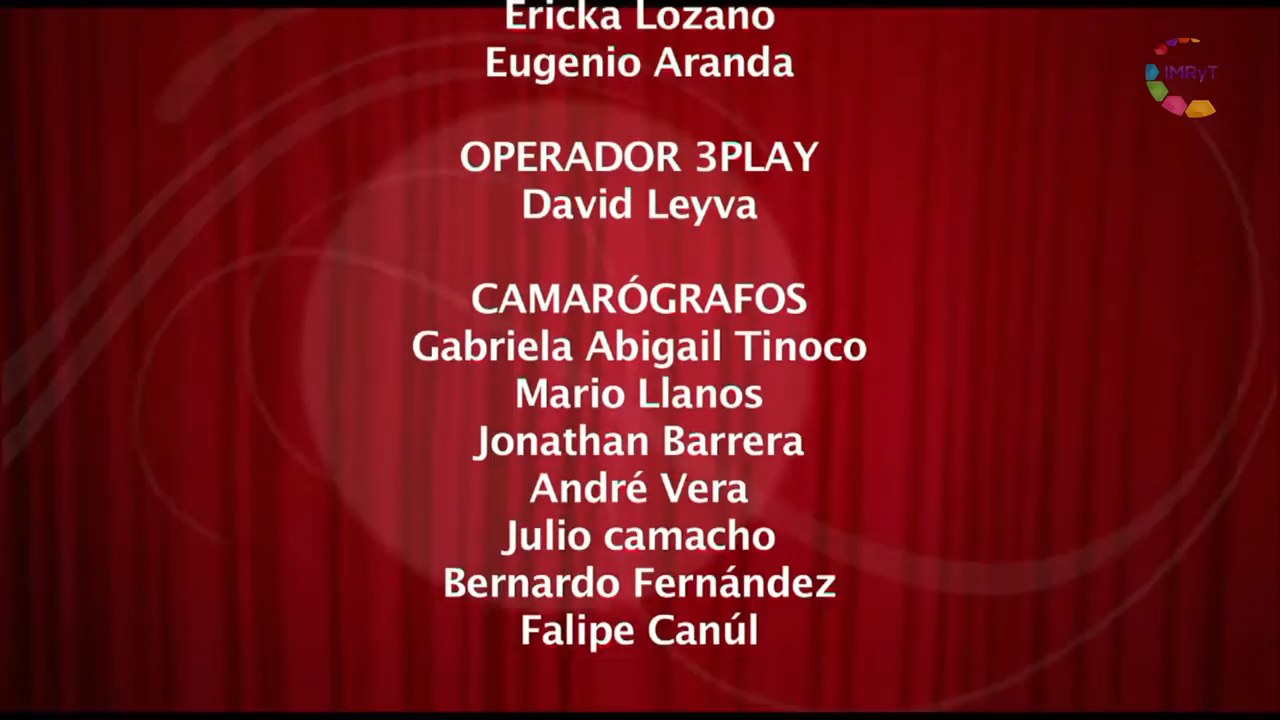 Ericka Lozano
Eugenio Aranda
IMRyT
OPERADOR 3PLAY
David Leyva
CAMARÓGRAFOS
Gabriela Abigail Tinoco
Mario Llanos
Jonathan Barrera
André Vera
Julio camacho
Bernardo Fernández
Falipe Canúl